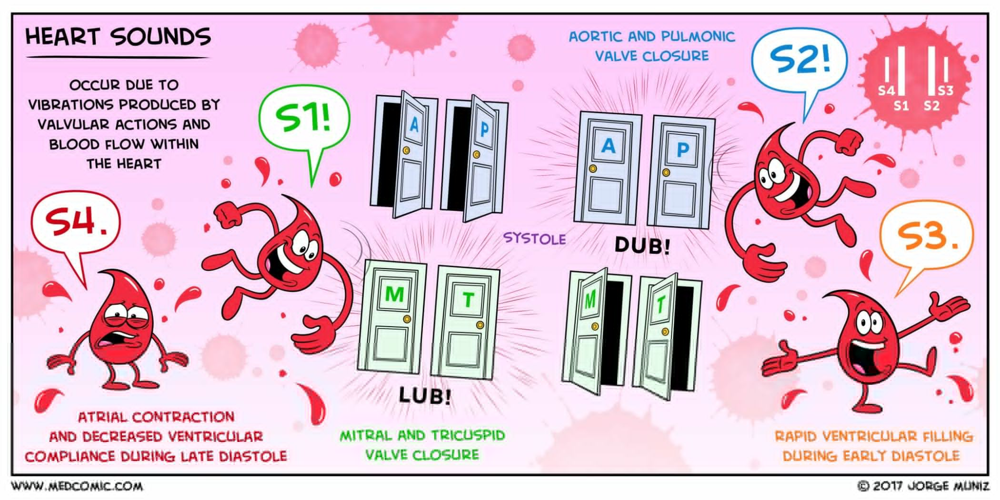 HEART SOUNDS
OCCUR DUE TO
VIBRATIONS PRODUCED BY
VALVULAR ACTIONS AND
BLOOD FLOW WITHIN
THE HEART
S4.
ATRIAL CONTRACTION
AND DECREASED VENTRICULAR
COMPLIANCE DURING LATE DIASTOLE
S1!
A
P
M
T
LUB!
MITRAL AND TRICUSPID
VALVE CLOSURE
SYSTOLE
AORTIC AND PULMONIC
VALVE CLOSURE
S2!
A
P
DUB!
M
T
S4 S3
S1 S2
S3.
RAPID VENTRICULAR FILLING
DURING EARLY DIASTOLE
WWW.MEDCOMIC.COM
© 2017 JORGE MUNIZ